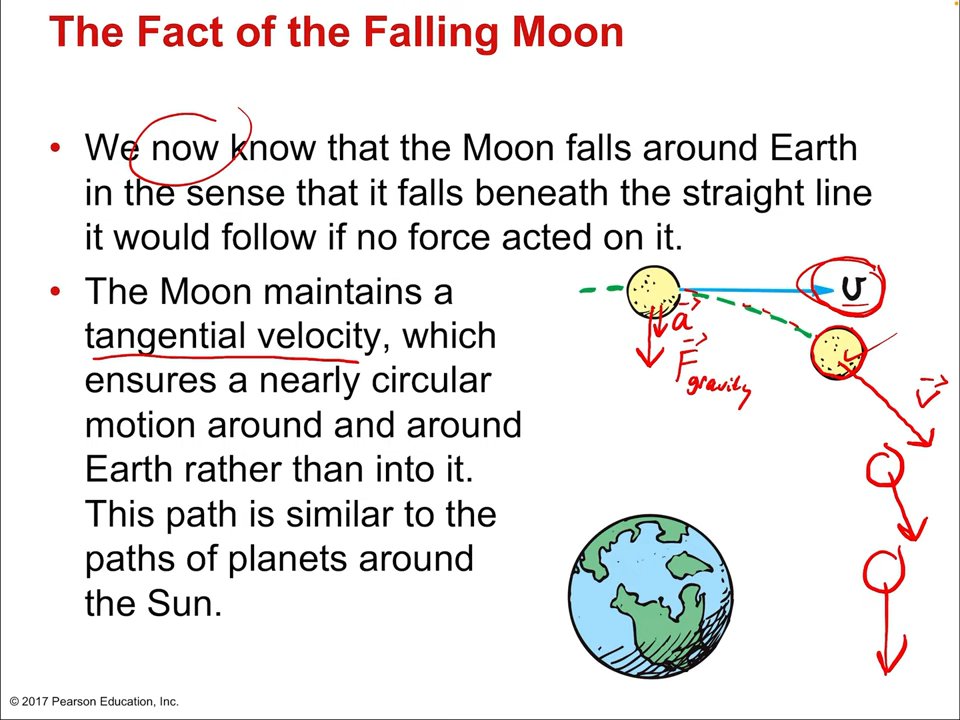 The Fact of the Falling Moon
• We now know that the Moon falls around Earth
in the sense that it falls beneath the straight line
it would follow if no force acted on it.
• The Moon maintains a
tangential velocity, which
ensures a nearly circular
motion around and around
Earth rather than into it.
This path is similar to the
paths of planets around
the Sun.
υ
a
F gravity
v
© 2017 Pearson Education, Inc.